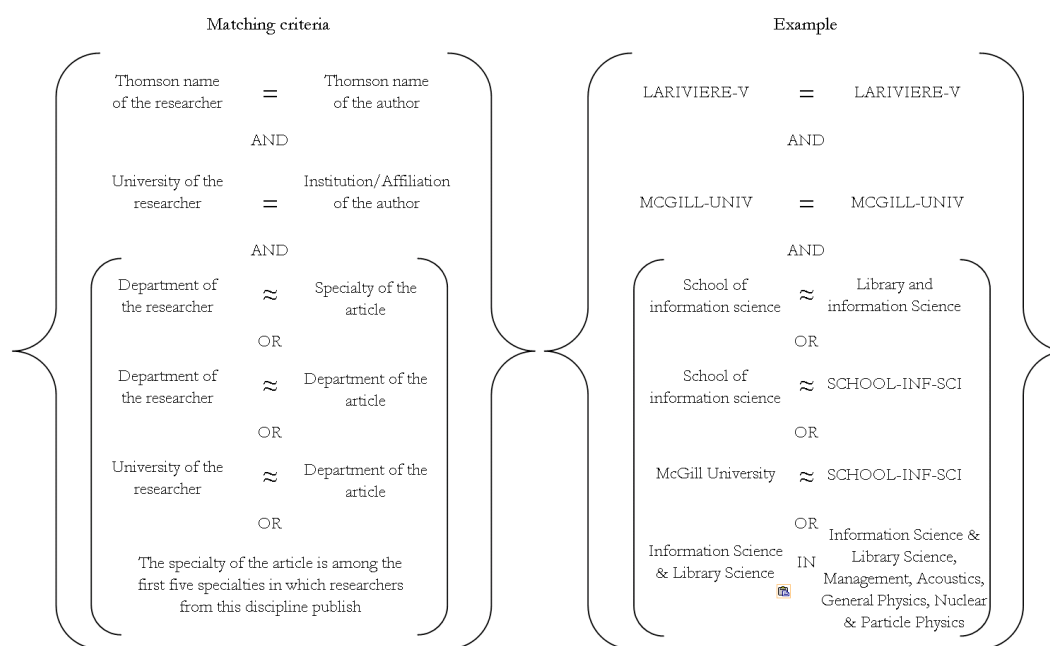 Matching criteria
Thomson name
of the researcher
=
Thomson name
of the author
AND
University of the
researcher
=
Institution/Affiliation
of the author
AND
Department of
the researcher
≈
Specialty of the
article
OR
Department of
the researcher
≈
Department of the
article
OR
University of the
researcher
≈
Department of the
article
OR
The specialty of the article is among the
first five specialties in which researchers
from this discipline publish
Example
LARIVIERE-V = LARIVIERE-V
AND
MCGILL-UNIV = MCGILL-UNIV
AND
School of
information science
≈
Library and
information Science
OR
School of
information science
≈
SCHOOL-INF-SCI
OR
McGill University ≈ SCHOOL-INF-SCI
OR
Information Science
& Library Science
IN
Information Science &
Library Science,
Management, Acoustics,
General Physics, Nuclear
& Particle Physics